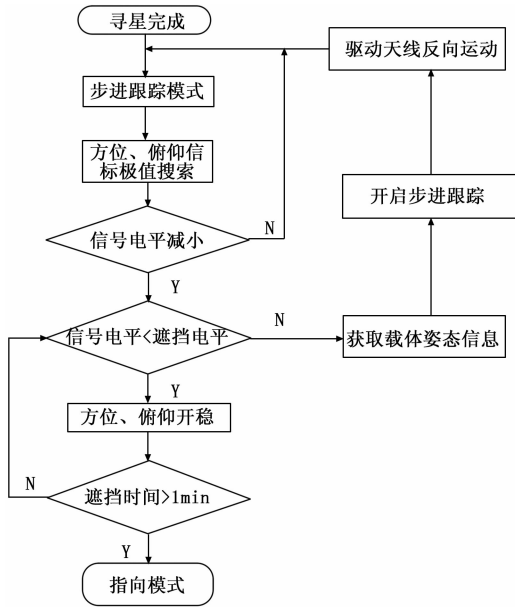 寻星完成
驱动天线反向运动
步进跟踪模式
方位、俯仰信
标极值搜索
开启步进跟踪
信号电平减小
N
Y
信号电平<遮挡电平
N
获取载体姿态信息
Y
方位、俯仰开稳
N
遮挡时间>1min
Y
指向模式